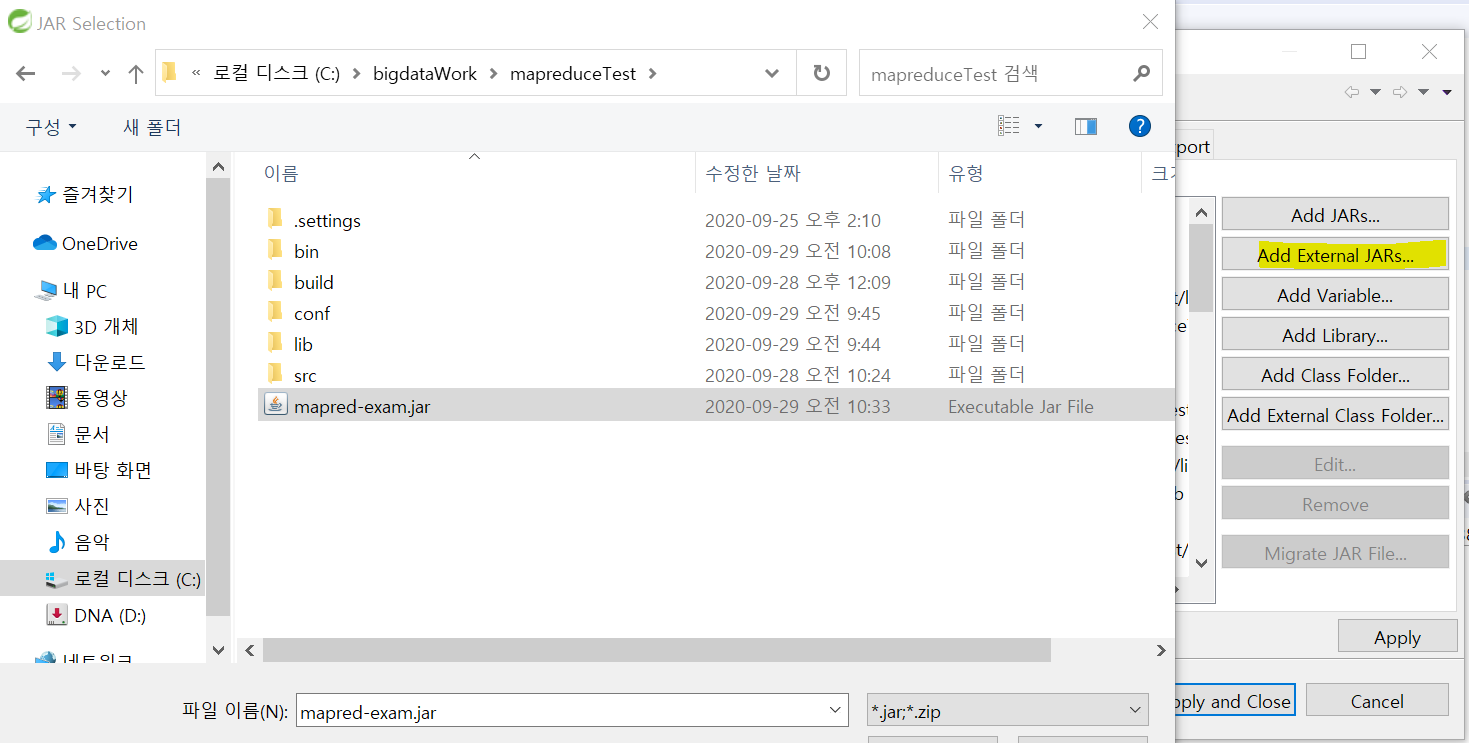 JAR Selection
« 로컬 디스크 (C:) > bigdataWork > mapreduceTest >
mapreduceTest 검색
구성
새 폴더
?
이름 수정한 날짜 유형
즐겨찾기
OneDrive
내 PC
3D 개체
다운로드
동영상
문서
바탕 화면
사진
음악
로컬 디스크 (C:)
DNA (D:)
.settings 2020-09-25 오후 2:10 파일 폴더
bin 2020-09-29 오전 10:08 파일 폴더
build 2020-09-28 오후 12:09 파일 폴더
conf 2020-09-29 오전 9:45 파일 폴더
lib 2020-09-29 오전 9:44 파일 폴더
src 2020-09-28 오전 10:24 파일 폴더
mapred-exam.jar 2020-09-29 오전 10:33 Executable Jar File
파일 이름(N): mapred-exam.jar
*.jar;*.zip
port
Add JARs...
Add External JARs...
Add Variable...
Add Library...
Add Class Folder...
Add External Class Folder...
Edit...
Remove
Migrate JAR File...
Apply
pply and Close
Cancel